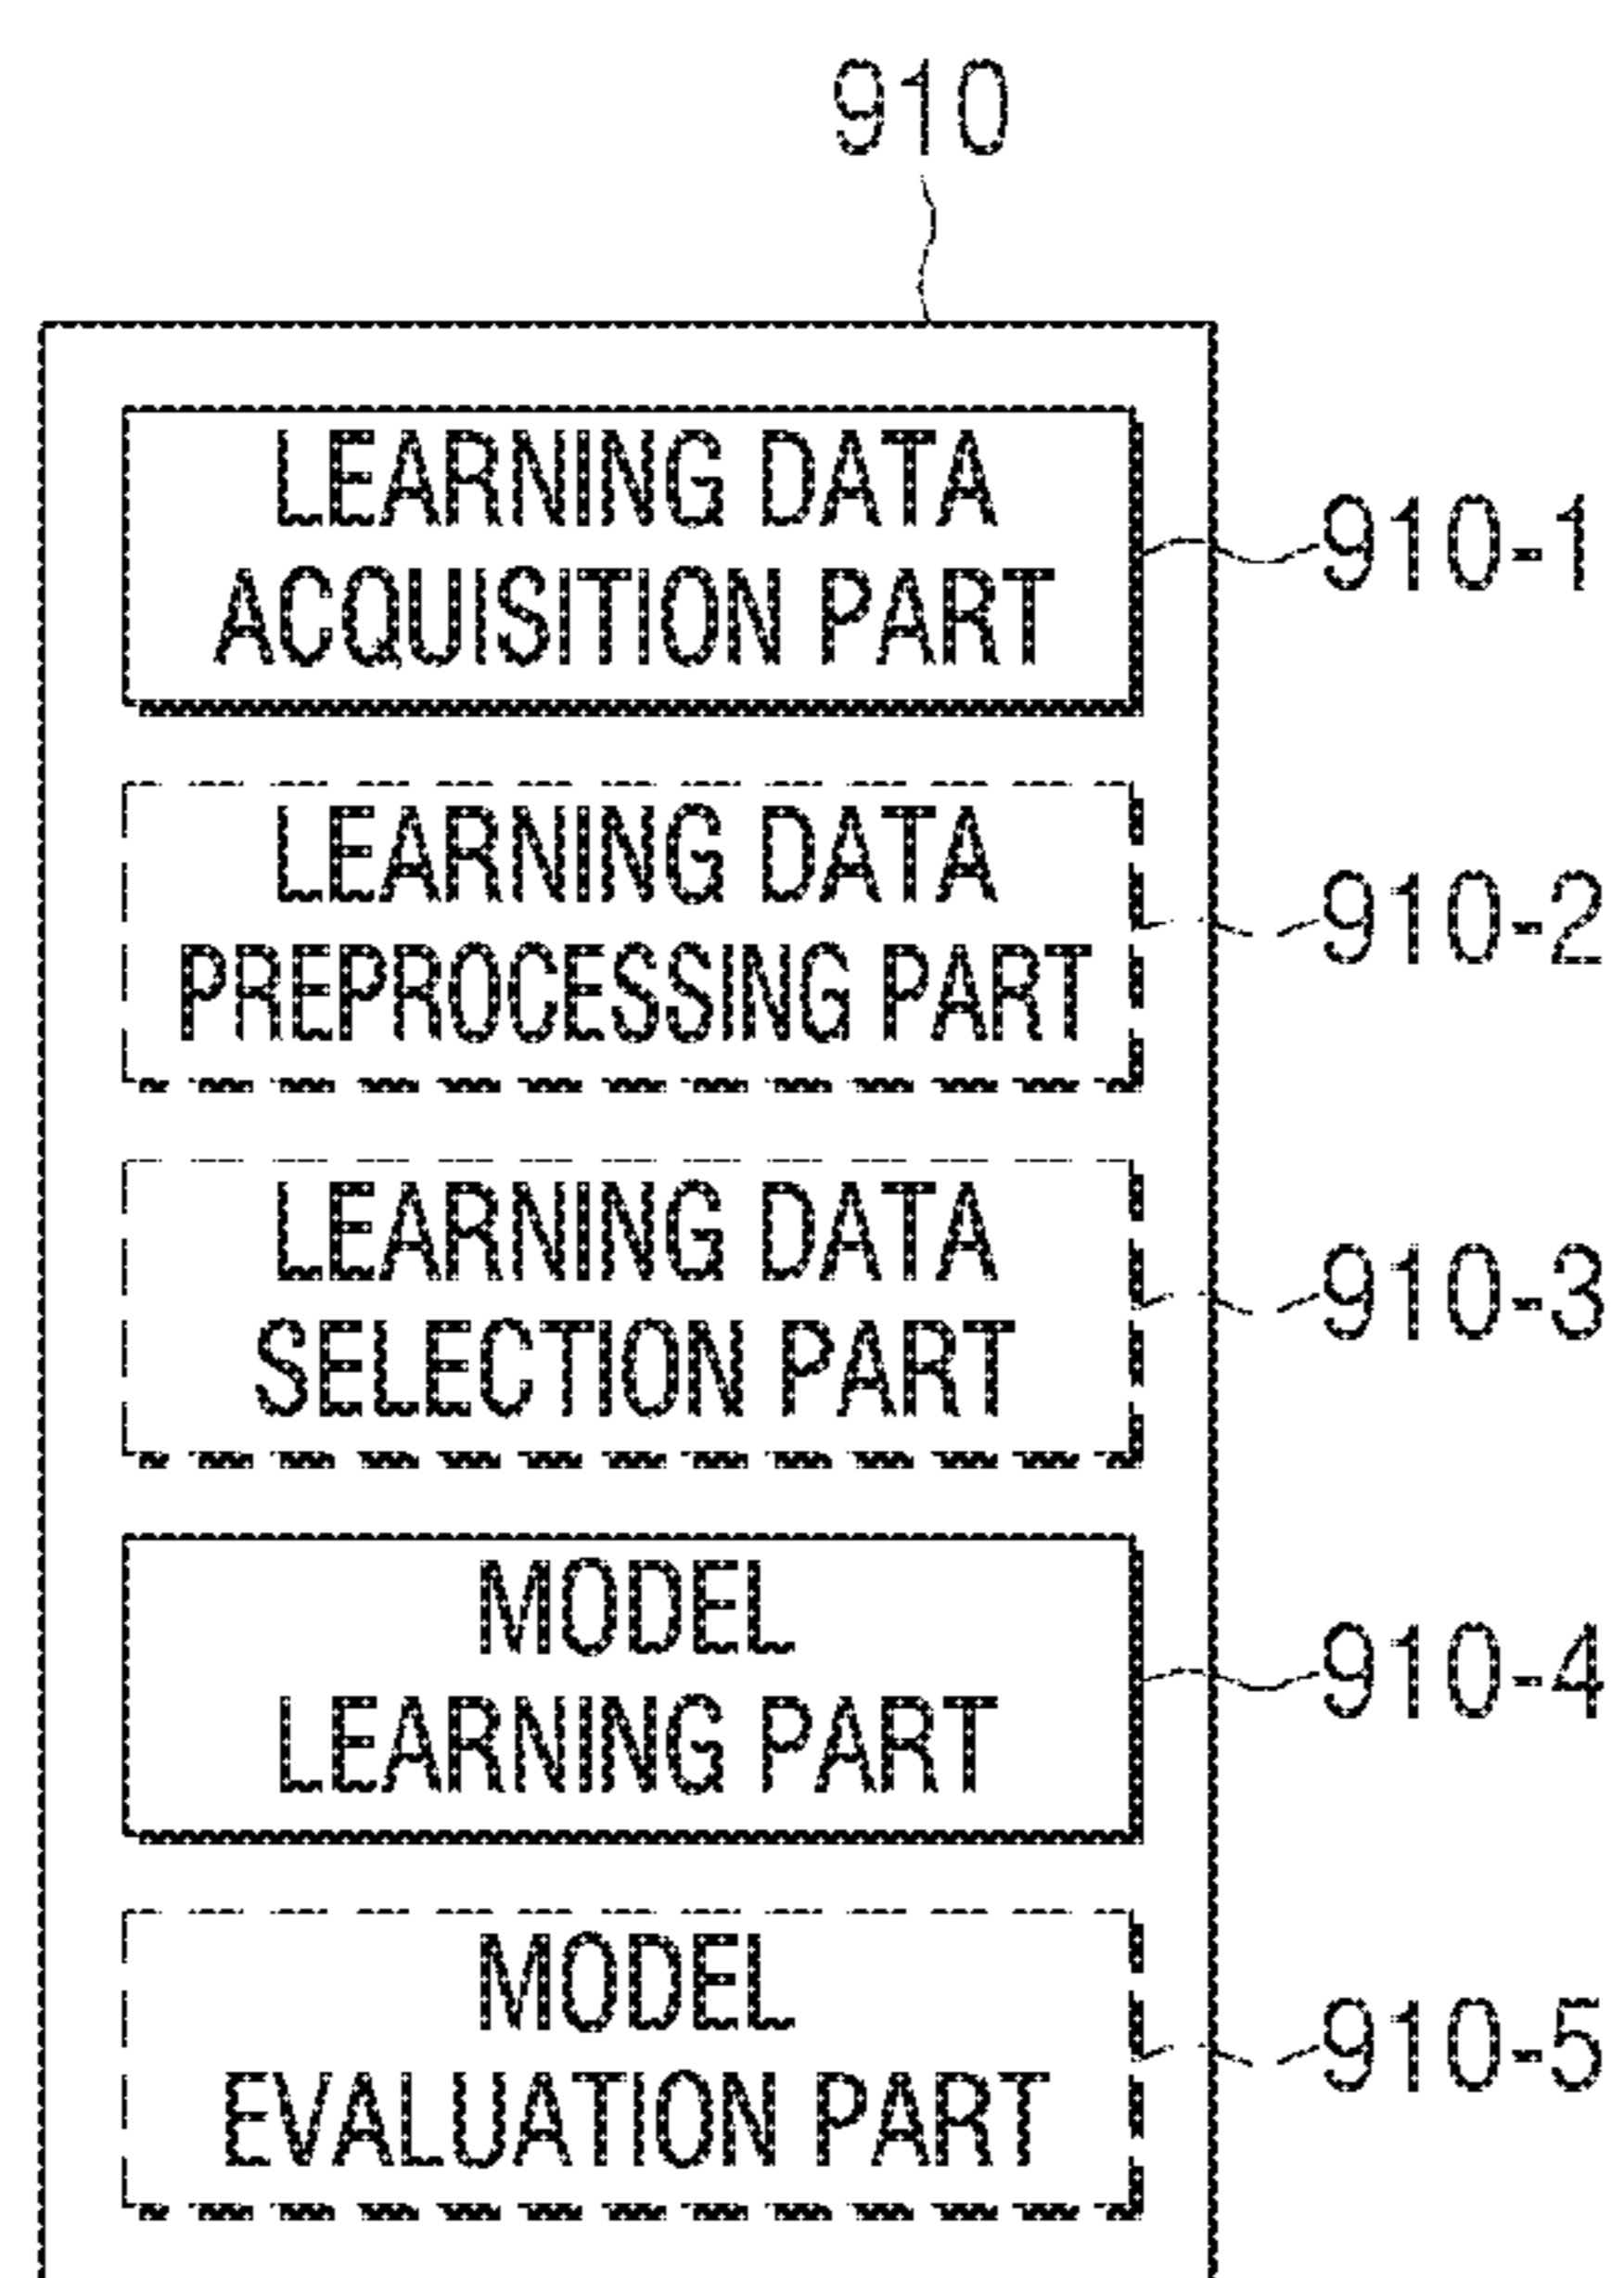 910
LEARNING DATA
ACQUISITION PART
910-1
LEARNING DATA
PREPROCESSING PART
910-2
LEARNING DATA
SELECTION PART
910-3
MODEL
LEARNING PART
910-4
MODEL
EVALUATION PART
910-5